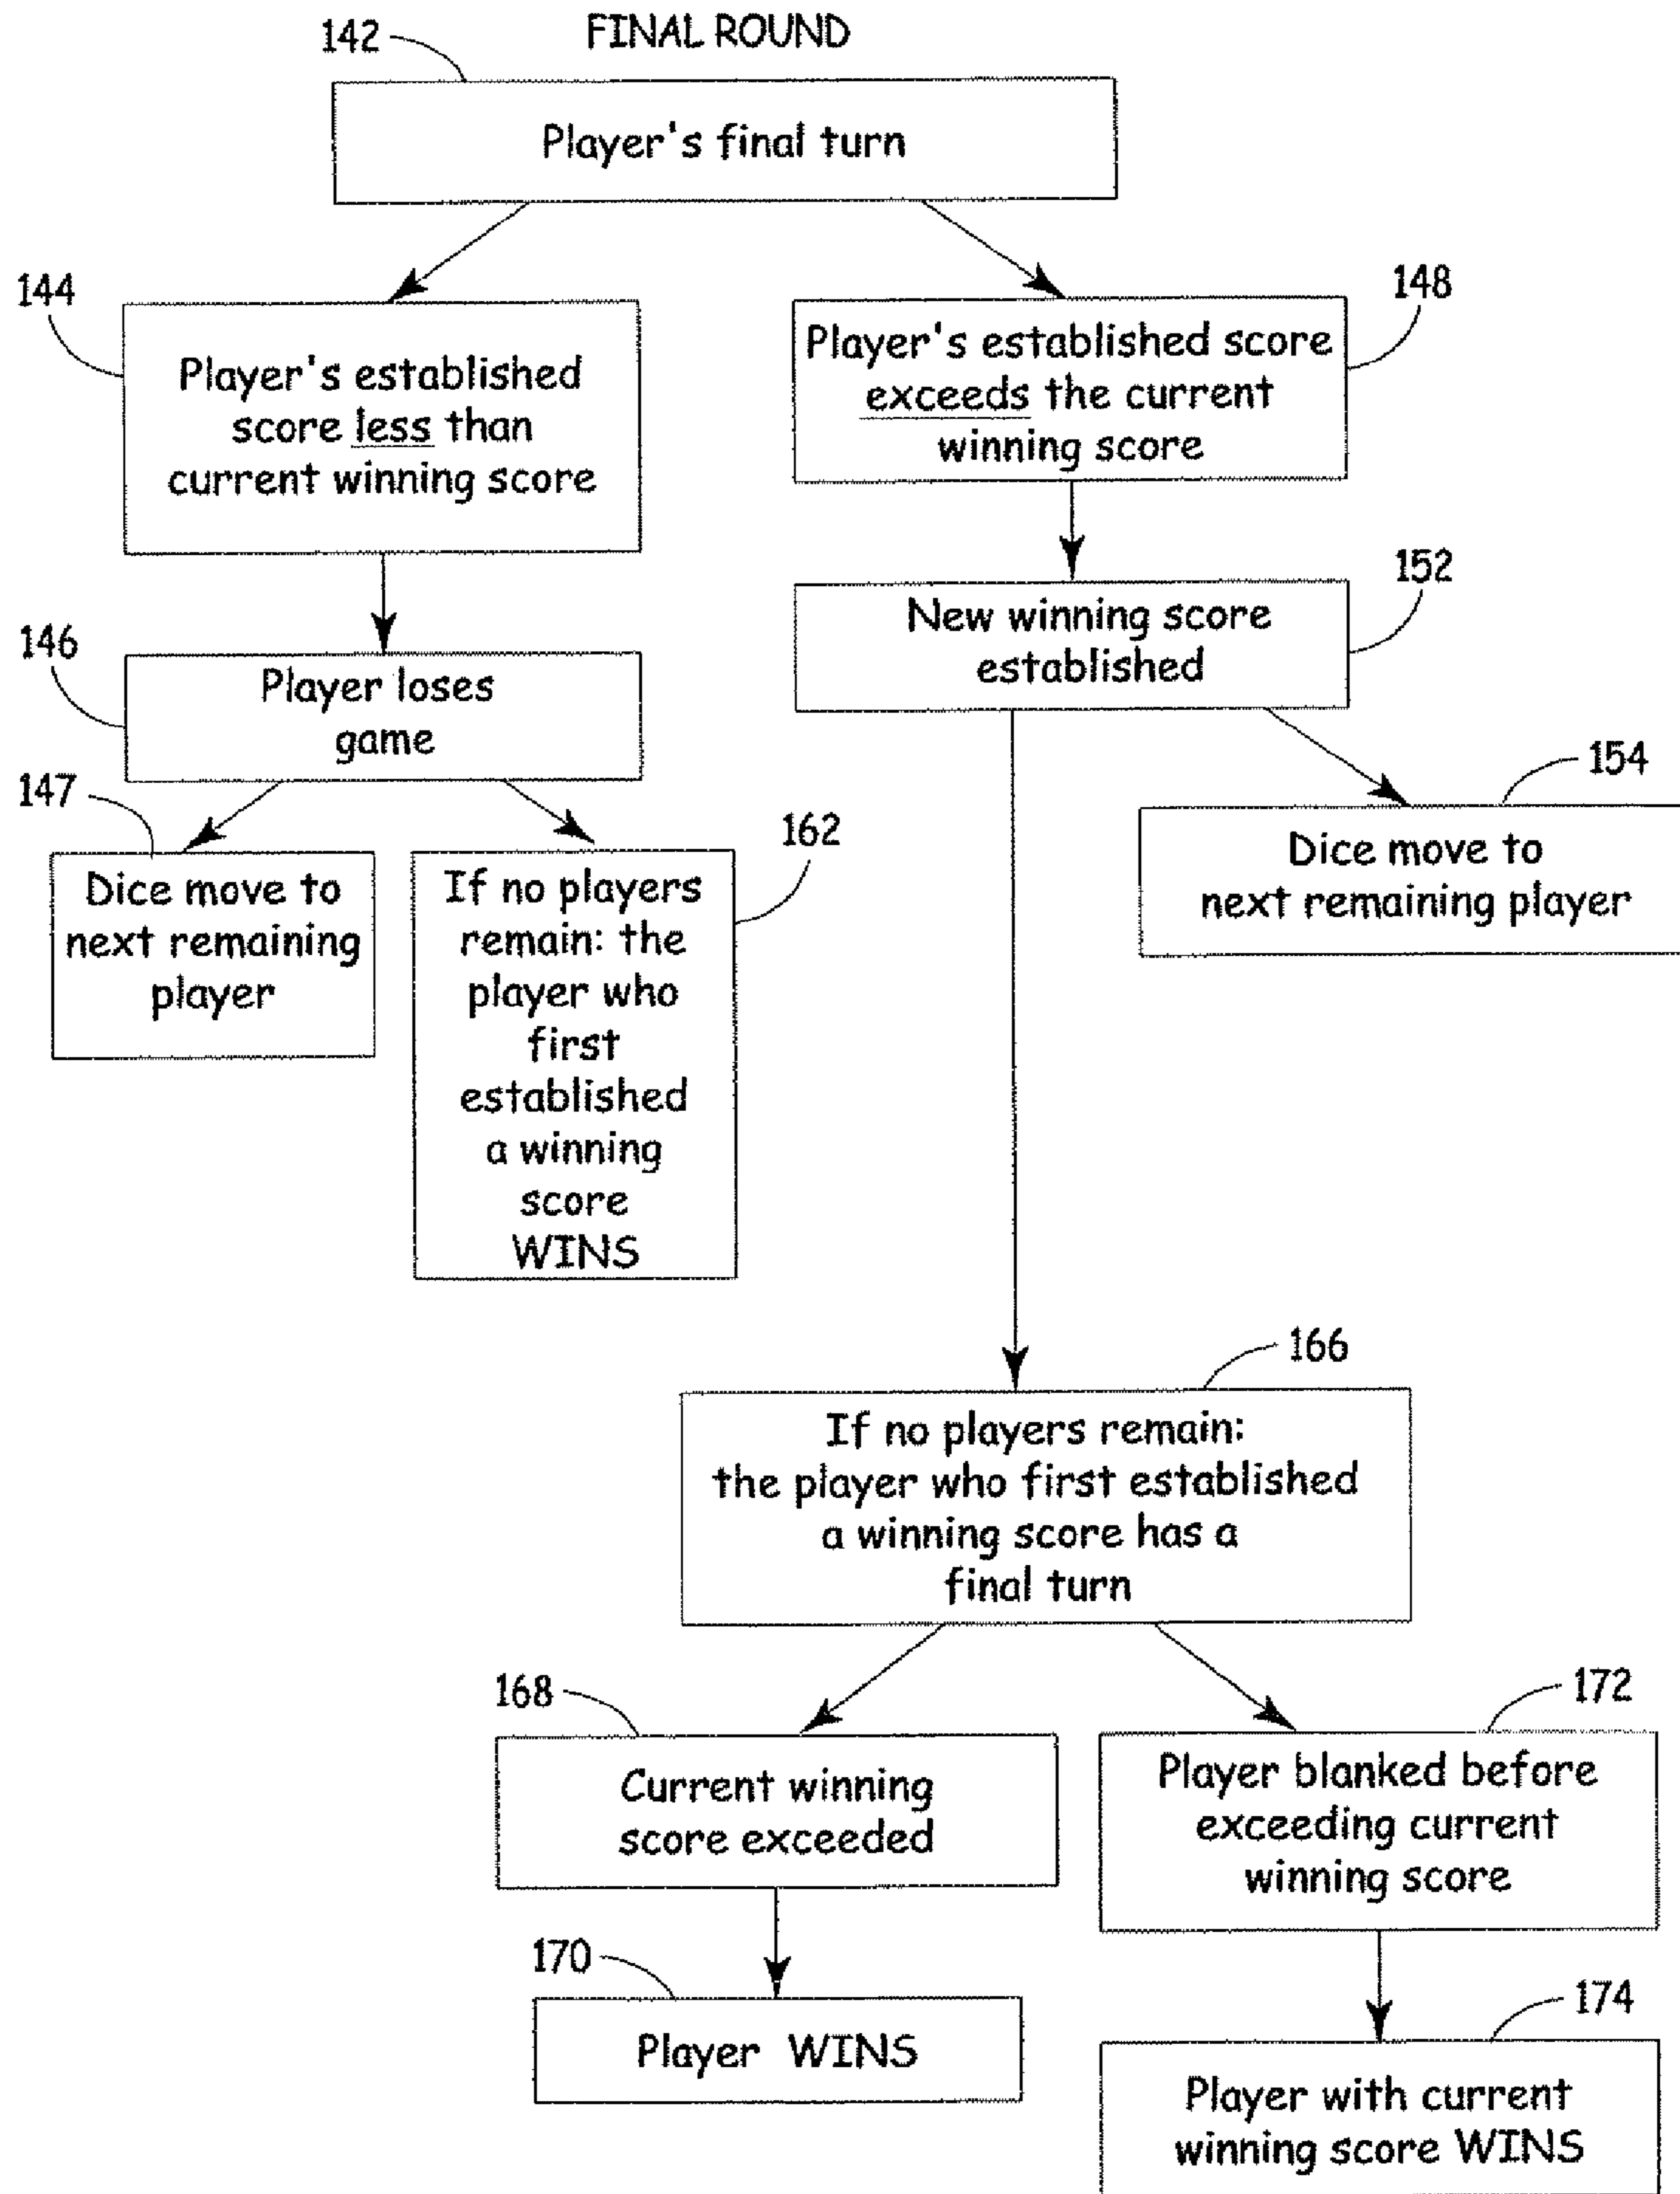 FINAL ROUND
142
Player's final turn
144
Player's established
score less than
current winning score
148
Player's established score
exceeds the current
winning score
146
Player loses
game
152
New winning score
established
147
Dice move to
next remaining
player
162
If no players
remain: the
player who
first
established
a winning
score
WINS
154
Dice move to
next remaining player
166
If no players remain:
the player who first established
a winning score has a
final turn
168
Current winning
score exceeded
172
Player blanked before
exceeding current
winning score
170
Player WINS
174
Player with current
winning score WINS